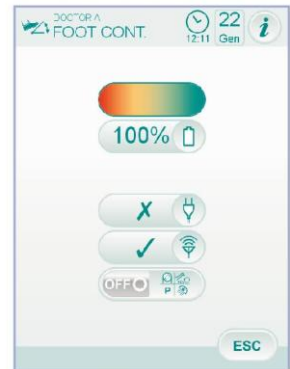 DOCTOR A
FOOT CONT.
12:11
22
Gen
i
100%
OFF
P
ESC